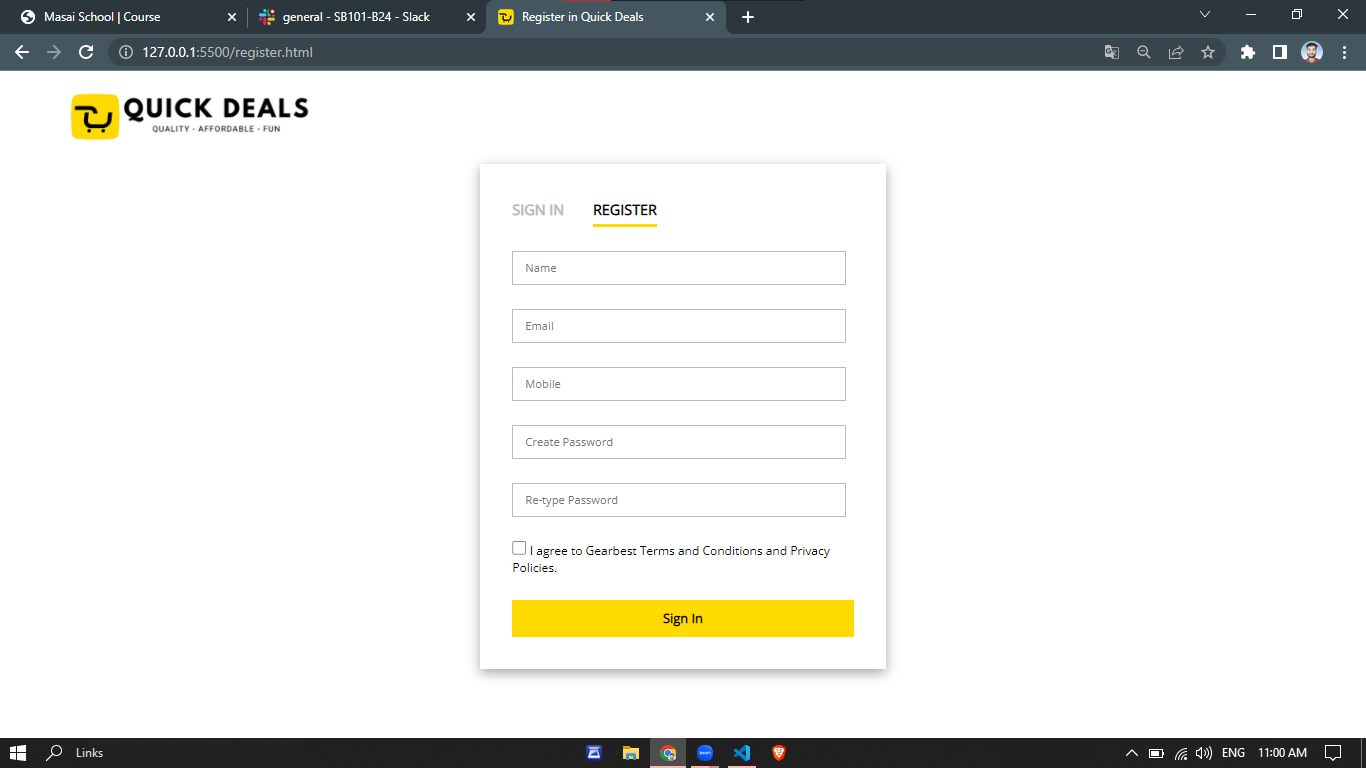 Masai School | Course
general - SB101-B24 - Slack
Register in Quick Deals
127.0.0.1:5500/register.html
QUICK DEALS
QUALITY - AFFORDABLE - FUN
SIGN IN REGISTER
Name
Email
Mobile
Create Password
Re-type Password
I agree to Gearbest Terms and Conditions and Privacy
Policies.
Sign In
Links
ENG
11:00 AM